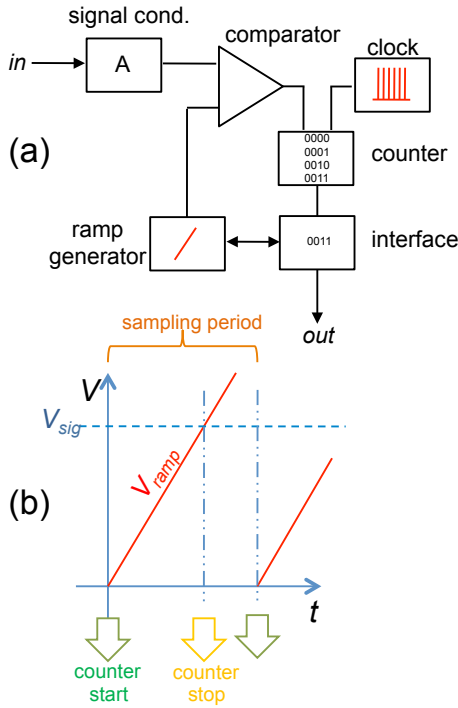 signal cond.
in
A
comparator
clock
(a)
0000
0001
0010
0011
counter
ramp
generator
0011
interface
out
sampling period
V
Vsig
Vramp
(b)
t
counter
start
counter
stop